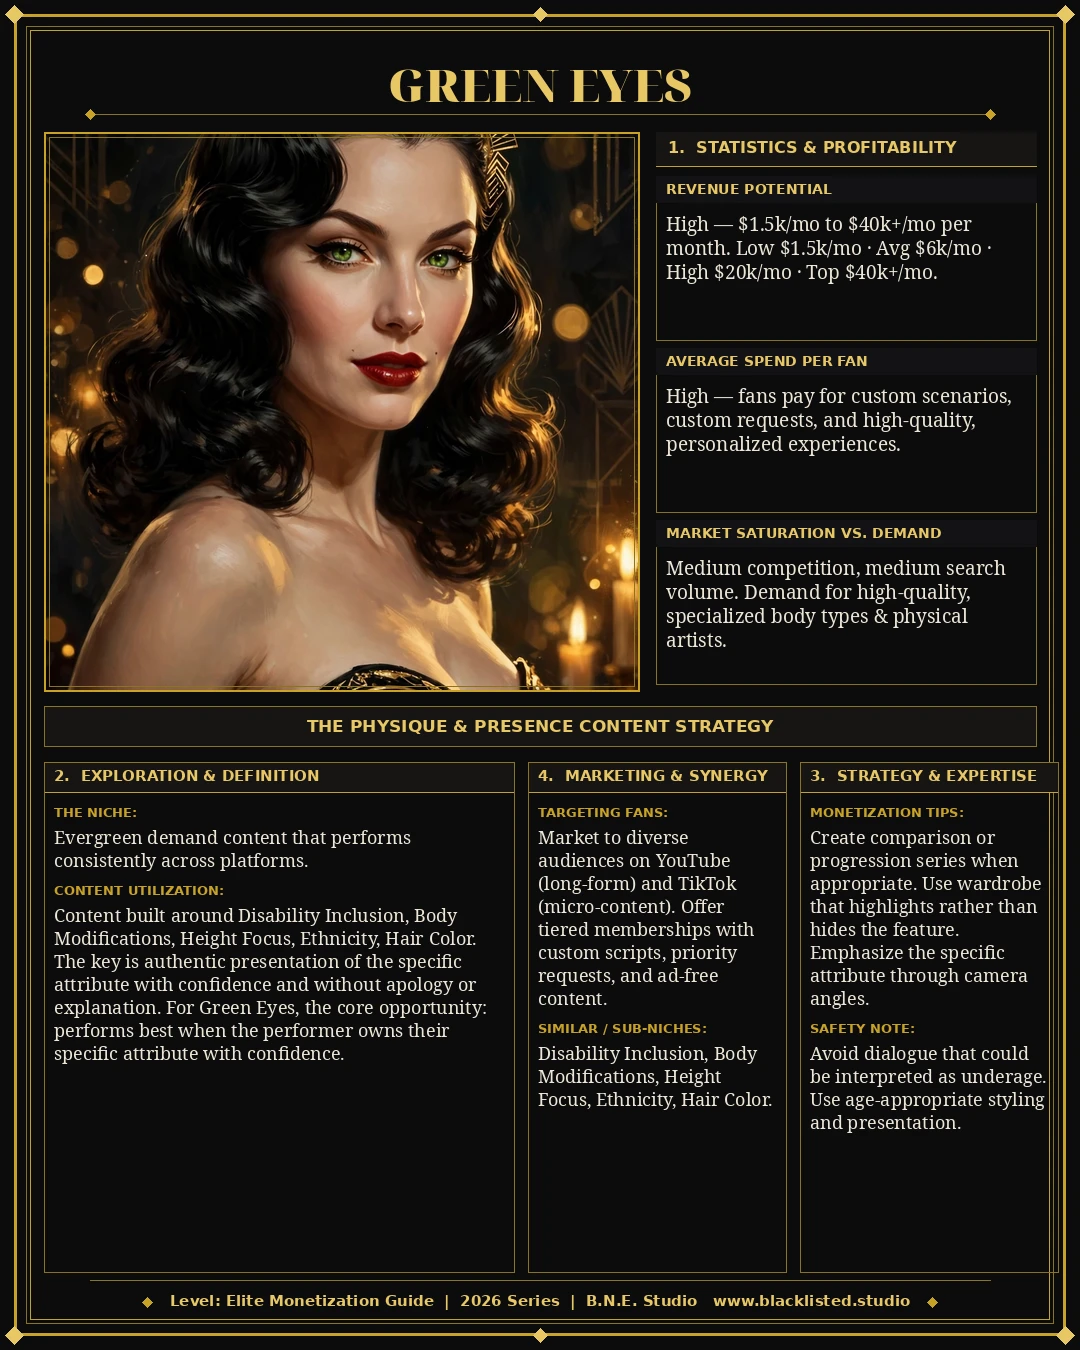 GREEN EYES
1. STATISTICS & PROFITABILITY
REVENUE POTENTIAL
High — $1.5k/mo to $40k+/mo per
month. Low $1.5k/mo · Avg $6k/mo ·
High $20k/mo · Top $40k+/mo.
AVERAGE SPEND PER FAN
High — fans pay for custom scenarios,
custom requests, and high-quality,
personalized experiences.
MARKET SATURATION VS. DEMAND
Medium competition, medium search
volume. Demand for high-quality,
specialized body types & physical
artists.
THE PHYSIQUE & PRESENCE CONTENT STRATEGY
2. EXPLORATION & DEFINITION
THE NICHE:
Evergreen demand content that performs
consistently across platforms.
CONTENT UTILIZATION:
Content built around Disability Inclusion, Body
Modifications, Height Focus, Ethnicity, Hair Color.
The key is authentic presentation of the specific
attribute with confidence and without apology or
explanation. For Green Eyes, the core opportunity:
performs best when the performer owns their
specific attribute with confidence.
4. MARKETING & SYNERGY
TARGETING FANS:
Market to diverse
audiences on YouTube
(long-form) and TikTok
(micro-content). Offer
tiered memberships with
custom scripts, priority
requests, and ad-free
content.
SIMILAR / SUB-NICHES:
Disability Inclusion, Body
Modifications, Height
Focus, Ethnicity, Hair Color.
3. STRATEGY & EXPERTISE
MONETIZATION TIPS:
Create comparison or
progression series when
appropriate. Use wardrobe
that highlights rather than
hides the feature.
Emphasize the specific
attribute through camera
angles.
SAFETY NOTE:
Avoid dialogue that could
be interpreted as underage.
Use age-appropriate styling
and presentation.
Level: Elite Monetization Guide | 2026 Series | B.N.E. Studio www.blacklisted.studio